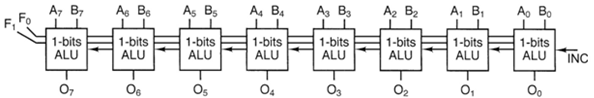 A7 B7 A6 B6 A5 B5 A4 B4 A3 B3 A2 B2 A1 B1 A0 B0
F1 F0
1-bits ALU 1-bits ALU 1-bits ALU 1-bits ALU 1-bits ALU 1-bits ALU 1-bits ALU 1-bits ALU
INC
O7 O6 O5 O4 O3 O2 O1 O0